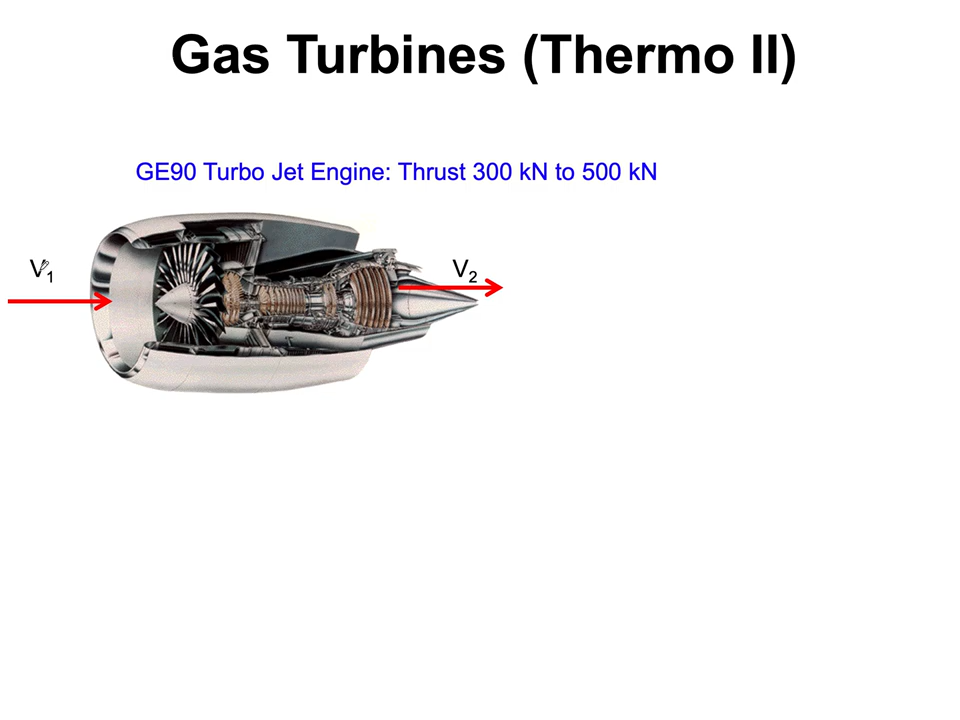 Gas Turbines (Thermo II)
GE90 Turbo Jet Engine: Thrust 300 kN to 500 kN
V₁
V₂